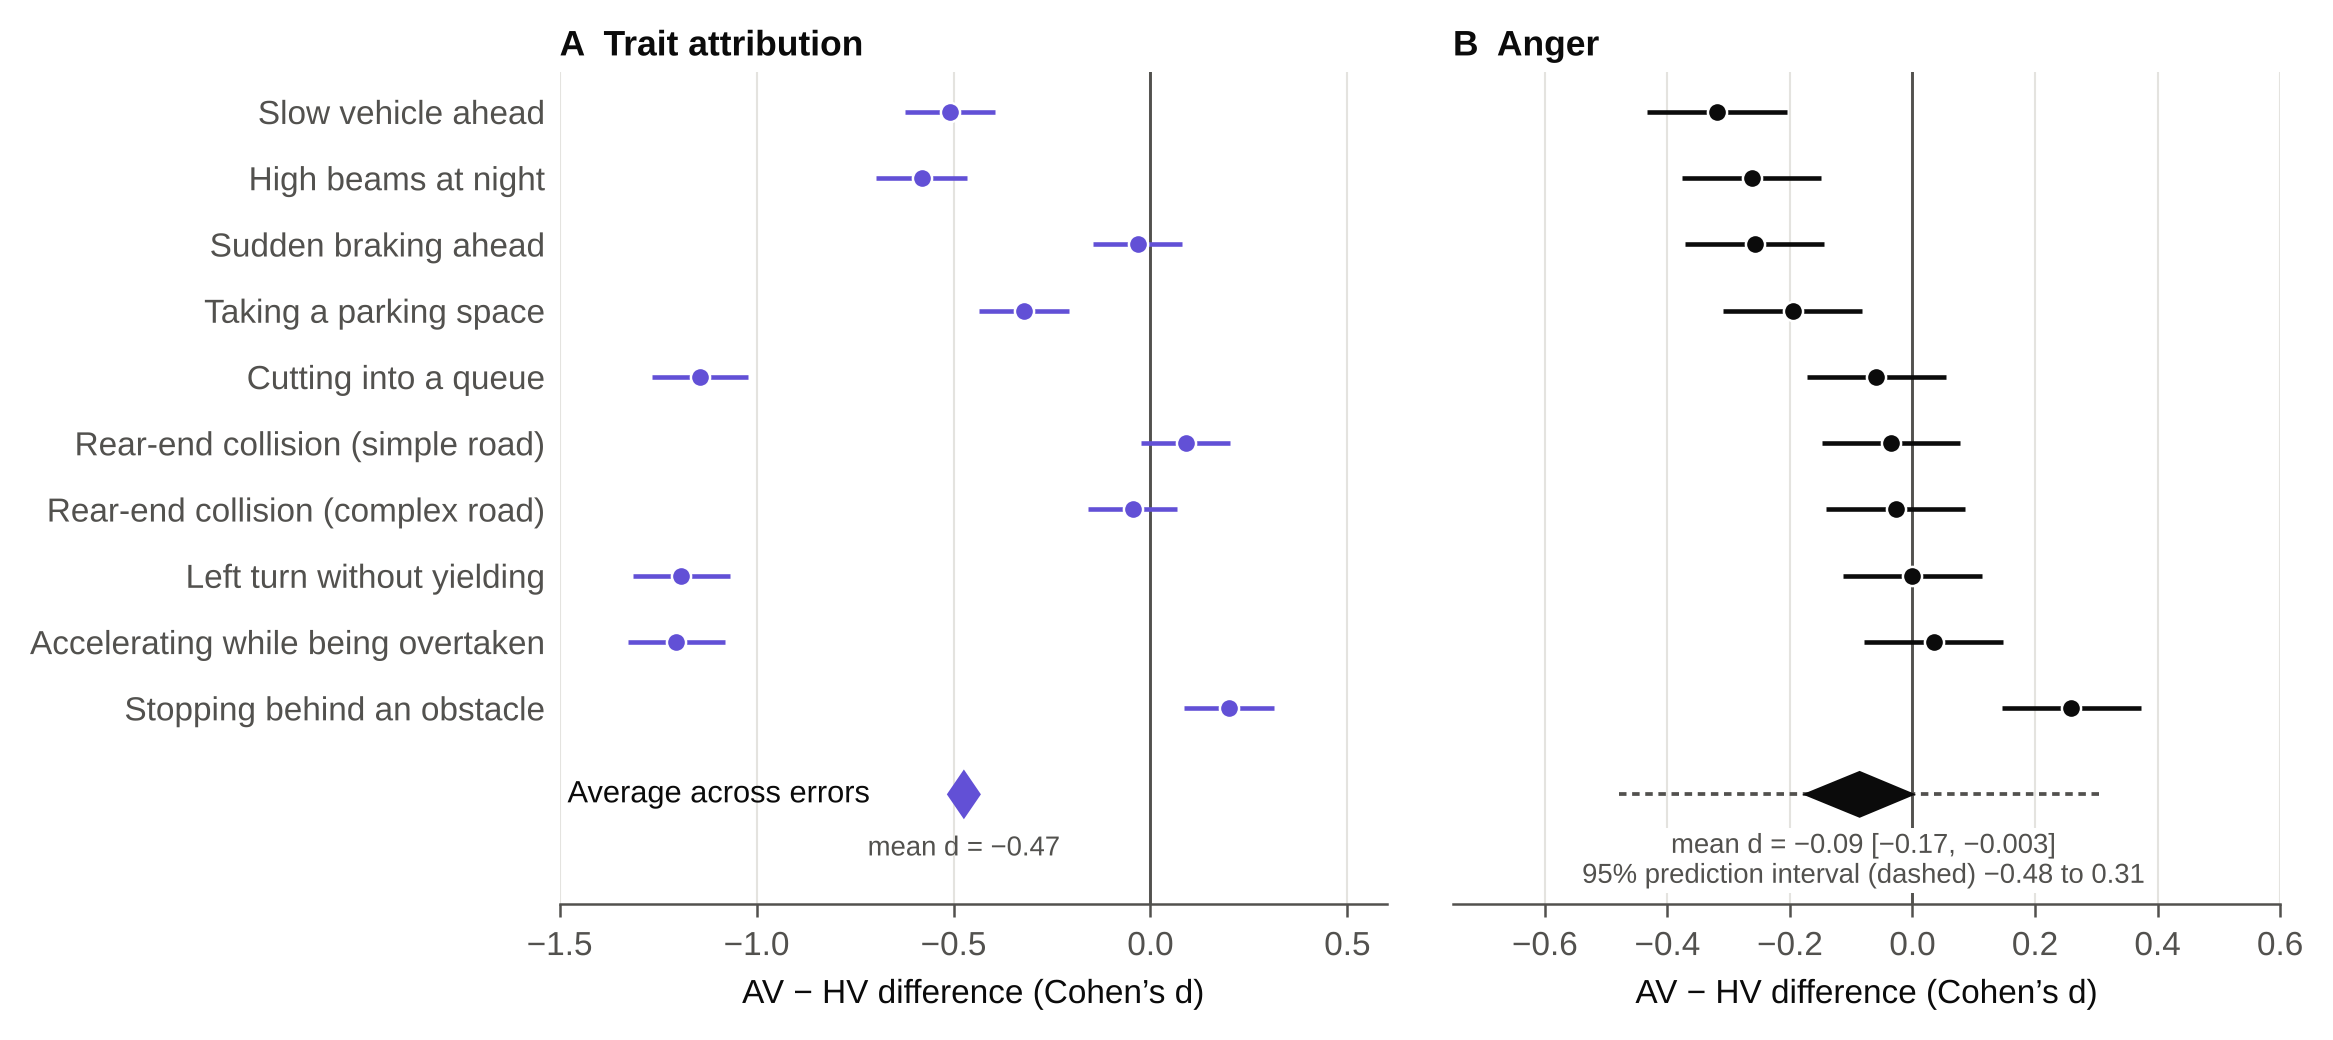 A Trait attribution
B Anger
Slow vehicle ahead
High beams at night
Sudden braking ahead
Taking a parking space
Cutting into a queue
Rear-end collision (simple road)
Rear-end collision (complex road)
Left turn without yielding
Accelerating while being overtaken
Stopping behind an obstacle
Average across errors
mean d = −0.47
mean d = −0.09 [−0.17, −0.003]
95% prediction interval (dashed) −0.48 to 0.31
−1.5 −1.0 −0.5 0.0 0.5
−0.6 −0.4 −0.2 0.0 0.2 0.4 0.6
AV − HV difference (Cohen’s d)
AV − HV difference (Cohen’s d)